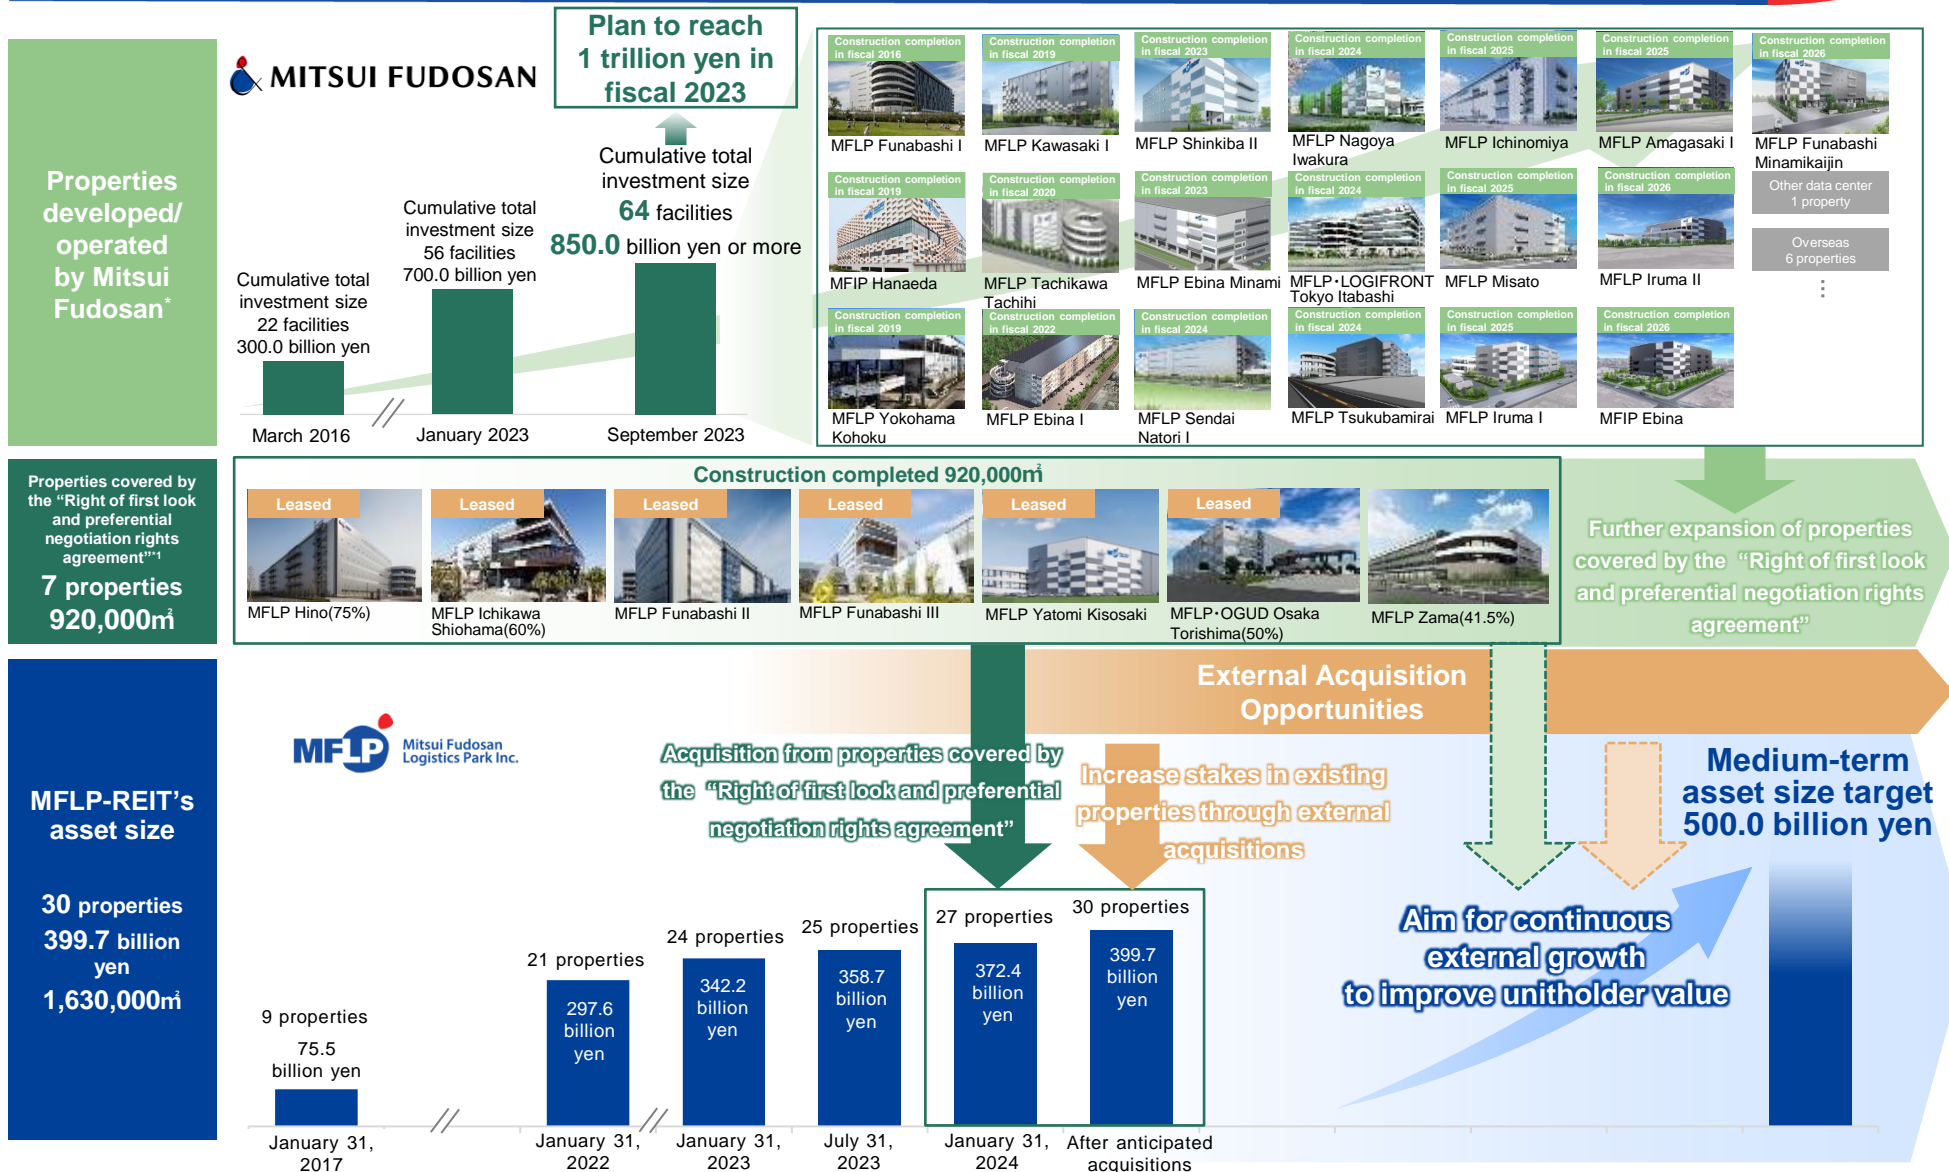 Properties
developed/
operated
by Mitsui
Fudosan*
MITSUI FUDOSAN
Plan to reach
1 trillion yen in
fiscal 2023
Cumulative total
investment size
22 facilities
300.0 billion yen
Cumulative total
investment size
56 facilities
700.0 billion yen
Cumulative total
investment size
64 facilities
850.0 billion yen or more
March 2016
January 2023
September 2023
Construction completion
in fiscal 2016
MFLP Funabashi I
Construction completion
in fiscal 2019
MFLP Kawasaki I
Construction completion
in fiscal 2023
MFLP Shinkiba II
Construction completion
in fiscal 2024
MFLP Nagoya
Iwakura
Construction completion
in fiscal 2025
MFLP Ichinomiya
Construction completion
in fiscal 2025
MFLP Amagasaki I
Construction completion
in fiscal 2026
MFLP Funabashi
Minamikaijin
Construction completion
in fiscal 2019
MFIP Hanaeda
Construction completion
in fiscal 2020
MFLP Tachikawa
Tachihi
Construction completion
in fiscal 2023
MFLP Ebina Minami
Construction completion
in fiscal 2024
MFLP・LOGIFRONT
Tokyo Itabashi
Construction completion
in fiscal 2025
MFLP Misato
Construction completion
in fiscal 2026
MFLP Iruma II
Other data center
1 property
Overseas
6 properties
⋮
Construction completion
in fiscal 2019
MFLP Yokohama
Kohoku
Construction completion
in fiscal 2022
MFLP Ebina I
Construction completion
in fiscal 2024
MFLP Sendai
Natori I
Construction completion
in fiscal 2024
MFLP Tsukubamirai
Construction completion
in fiscal 2025
MFLP Iruma I
Construction completion
in fiscal 2026
MFIP Ebina
Properties covered by
the “Right of first look
and preferential
negotiation rights
agreement”*1
7 properties
920,000㎡
Construction completed 920,000㎡
Leased
MFLP Hino(75%)
Leased
MFLP Ichikawa
Shiohama(60%)
Leased
MFLP Funabashi II
Leased
MFLP Funabashi III
Leased
MFLP Yatomi Kisosaki
Leased
MFLP・OGUD Osaka
Torishima(50%)
MFLP Zama(41.5%)
Further expansion of properties
covered by the “Right of first look
and preferential negotiation rights
agreement”
External Acquisition
Opportunities
MFLP-REIT’s
asset size
30 properties
399.7 billion
yen
1,630,000㎡
MFLP
Mitsui Fudosan
Logistics Park Inc.
Acquisition from properties covered by
the “Right of first look and preferential
negotiation rights agreement”
Increase stakes in existing
properties through external
acquisitions
Medium-term
asset size target
500.0 billion yen
Aim for continuous
external growth
to improve unitholder value
9 properties
75.5
billion yen
21 properties
297.6
billion
yen
24 properties
342.2
billion
yen
25 properties
358.7
billion
yen
27 properties
372.4
billion
yen
30 properties
399.7
billion
yen
January 31,
2017
January 31,
2022
January 31,
2023
July 31,
2023
January 31,
2024
After anticipated
acquisitions